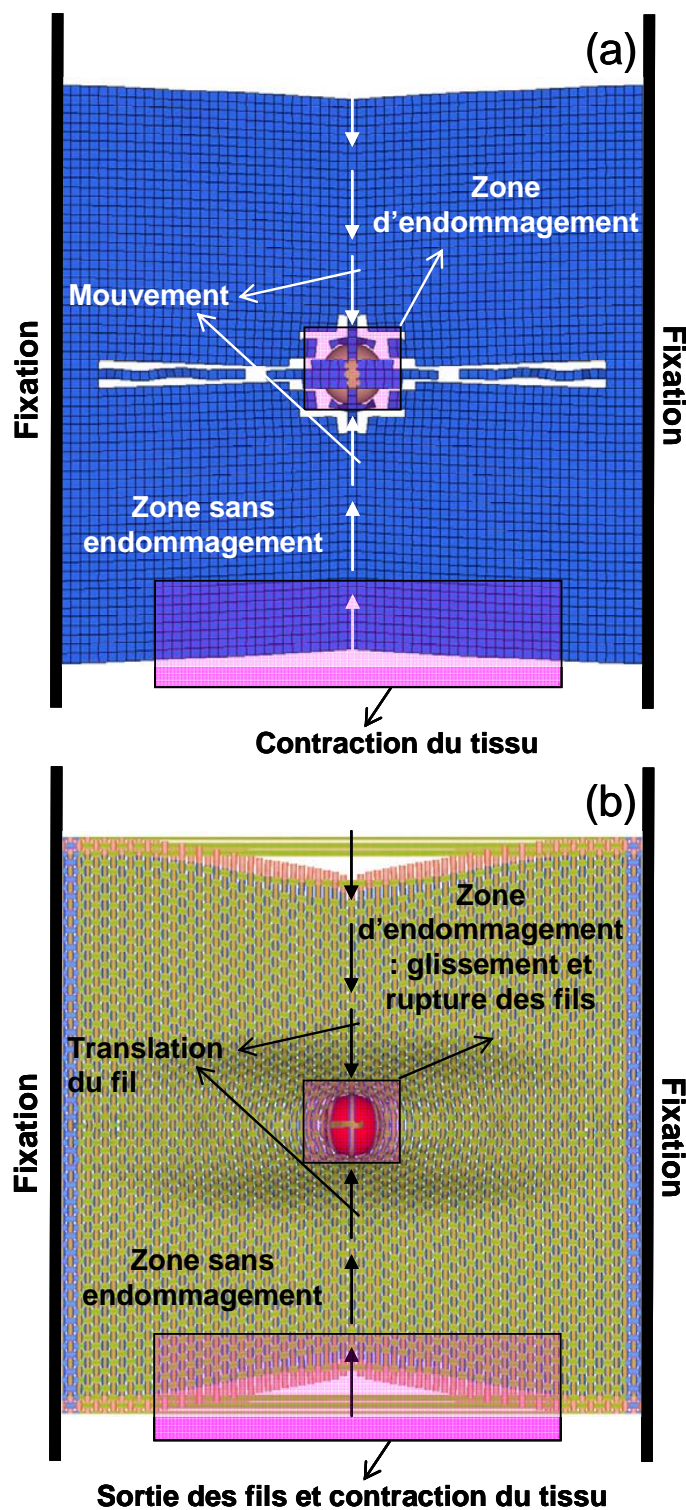 (a)
Zone
d'endommagement
Mouvement
Fixation
Fixation
Zone sans
endommagement
Contraction du tissu
(b)
Zone
d'endommagement
: glissement et
rupture des fils
Translation
du fil
Fixation
Fixation
Zone sans
endommagement
Sortie des fils et contraction du tissu